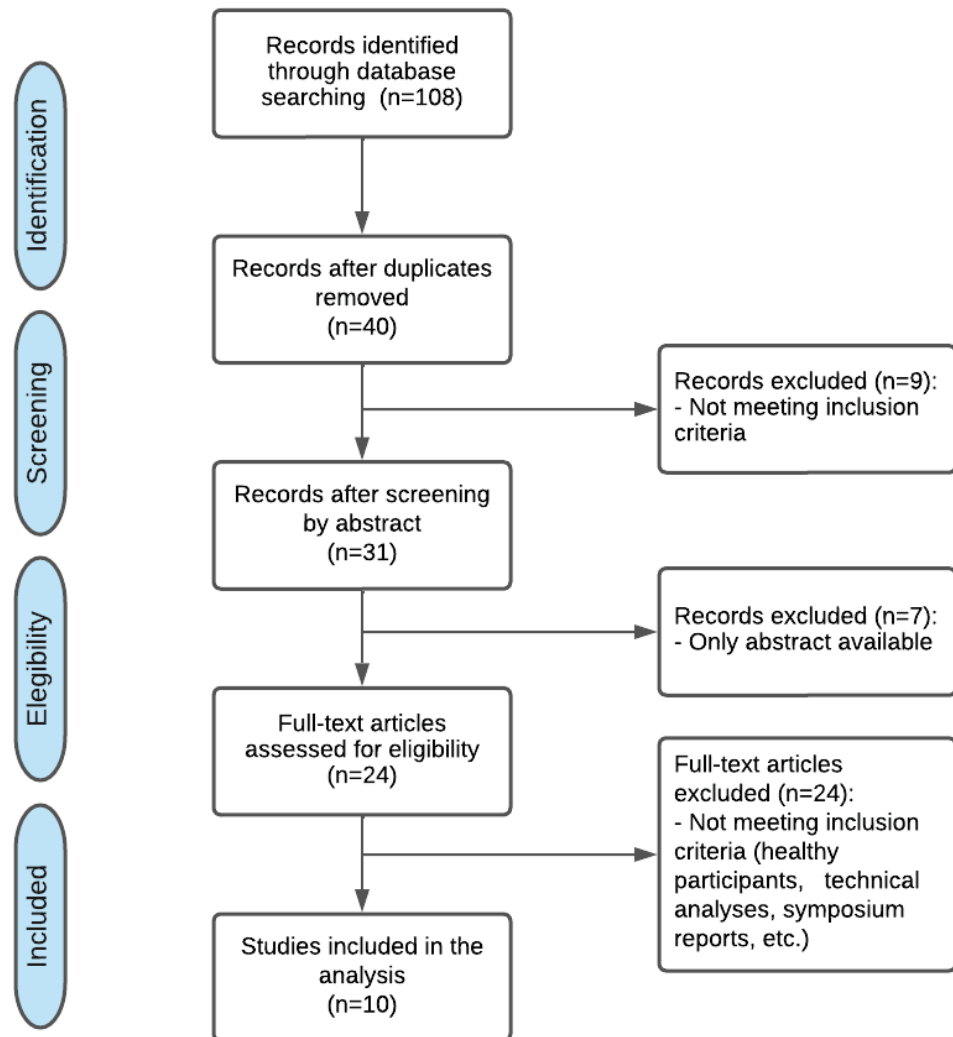 Identification
Records identified
through database
searching (n=108)
Records after duplicates
removed
(n=40)
Screening
Records excluded (n=9):
- Not meeting inclusion
criteria
Records after screening
by abstract
(n=31)
Elegibility
Records excluded (n=7):
- Only abstract available
Full-text articles
assessed for eligibility
(n=24)
Full-text articles
excluded (n=24):
- Not meeting inclusion
criteria (healthy
participants, technical
analyses, symposium
reports, etc.)
Included
Studies included in the
analysis
(n=10)